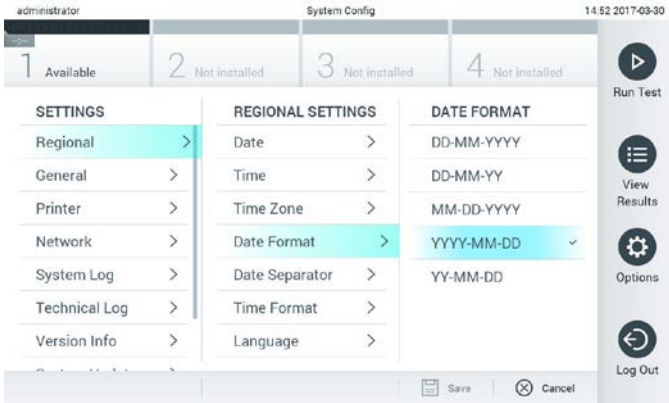 administrator System Config 14:52 2017-03-30
1 Available 2 Not installed 3 Not installed 4 Not installed
Run Test
SETTINGS
Regional
General
Printer
Network
System Log
Technical Log
Version Info
REGIONAL SETTINGS
Date
Time
Time Zone
Date Format
Date Separator
Time Format
Language
DATE FORMAT
DD-MM-YYYY
DD-MM-YY
MM-DD-YYYY
YYYY-MM-DD
YY-MM-DD
View
Results
Options
Log Out
Save Cancel